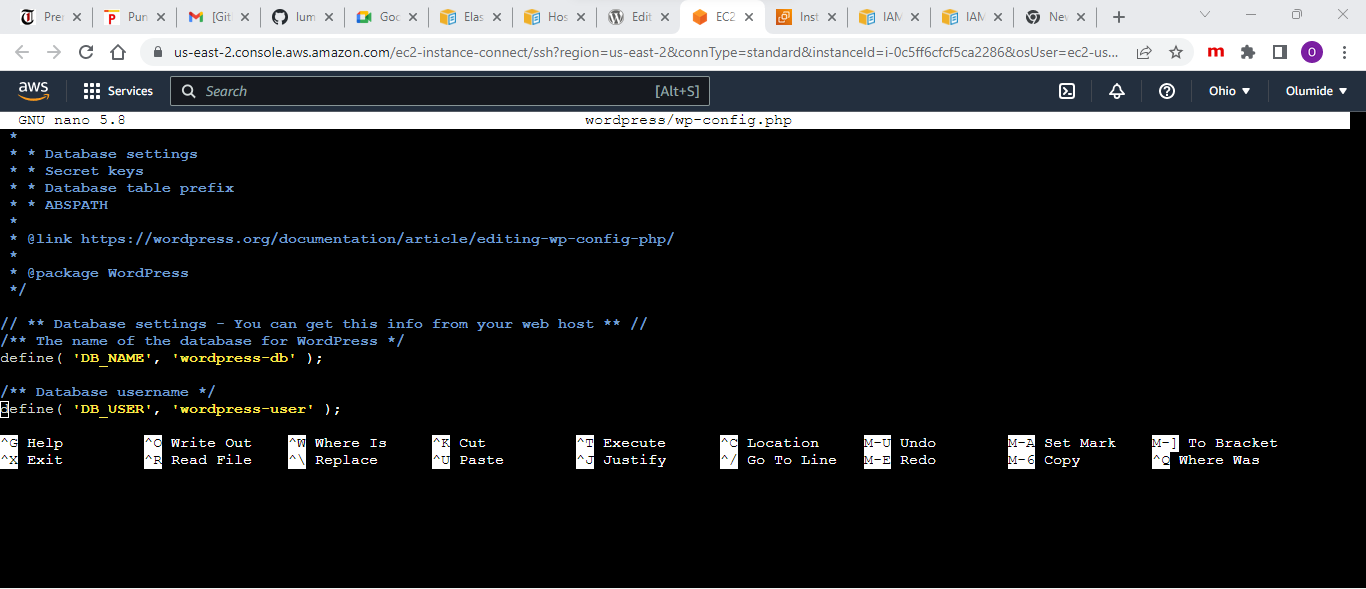 Pre
Pun
[Git
lum
Goo
Elas
Hos
Edit
EC2
Inst
IAM
IAM
Nev
us-east-2.console.aws.amazon.com/ec2-instance-connect/ssh?region=us-east-2&connType=standard&instanceId=i-0c5ff6cfcf5ca2286&osUser=ec2-us...
m
O
aws
Services
Search
[Alt+S]
Ohio ▼
Olumide ▼
GNU nano 5.8 wordpress/wp-config.php
*
* * Database settings
* * Secret keys
* * Database table prefix
* * ABSPATH
*
* @link https://wordpress.org/documentation/article/editing-wp-config-php/
*
* @package WordPress
*/
// ** Database settings - You can get this info from your web host ** //
/** The name of the database for WordPress */
define( 'DB_NAME', 'wordpress-db' );
/** Database username */
define( 'DB_USER', 'wordpress-user' );
^G Help ^O Write Out ^W Where Is ^K Cut ^T Execute ^C Location M-U Undo M-A Set Mark M-] To Bracket
^X Exit ^R Read File ^\ Replace ^U Paste ^J Justify ^/ Go To Line M-E Redo M-6 Copy ^Q Where Was